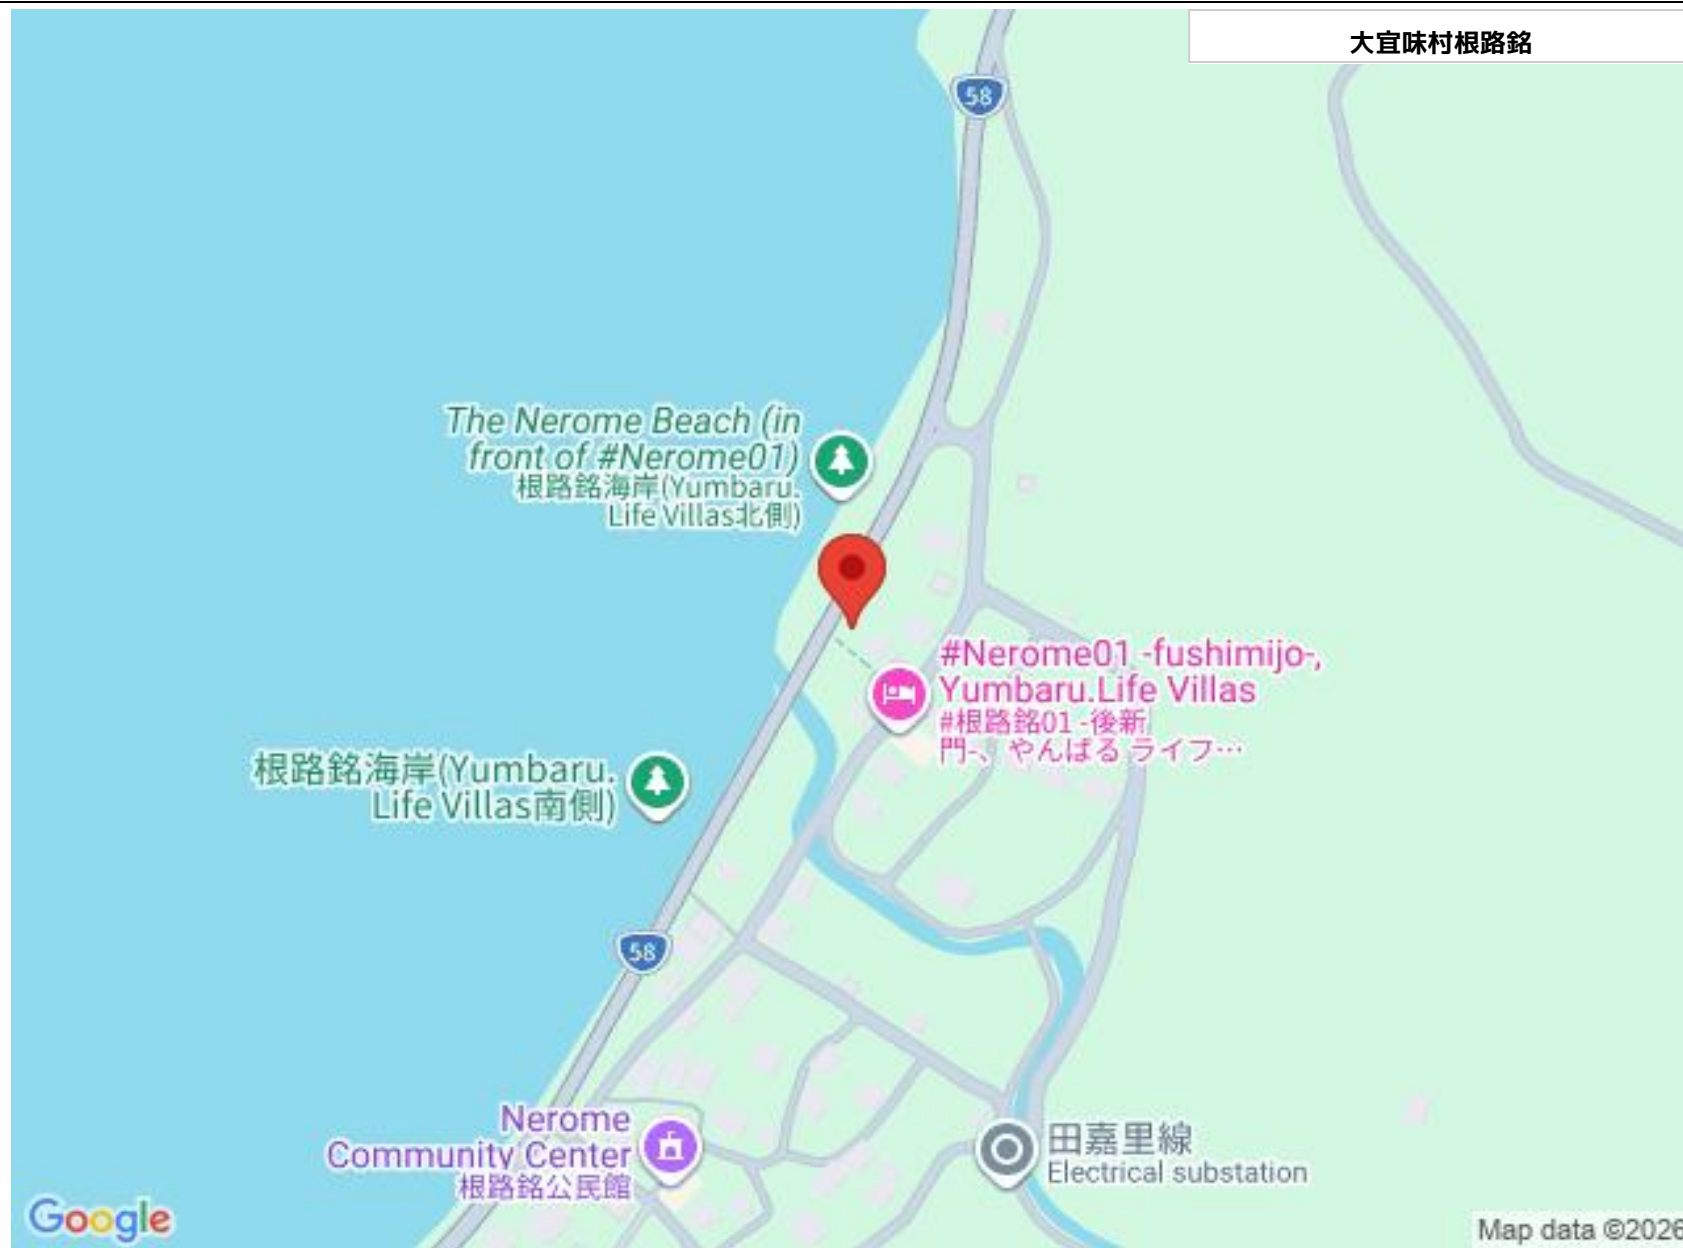 大宜味村根路銘
58
The Nerome Beach (in
front of #Nerome01)
根路銘海岸(Yumbaru.
Life Villas北側)
#Nerome01 -fushimijo-,
Yumbaru.Life Villas
#根路銘01 -後新
門-、やんばる ライフ…
根路銘海岸(Yumbaru.
Life Villas南側)
58
Nerome
Community Center
根路銘公民館
田嘉里線
Electrical substation
Google
Map data ©2026